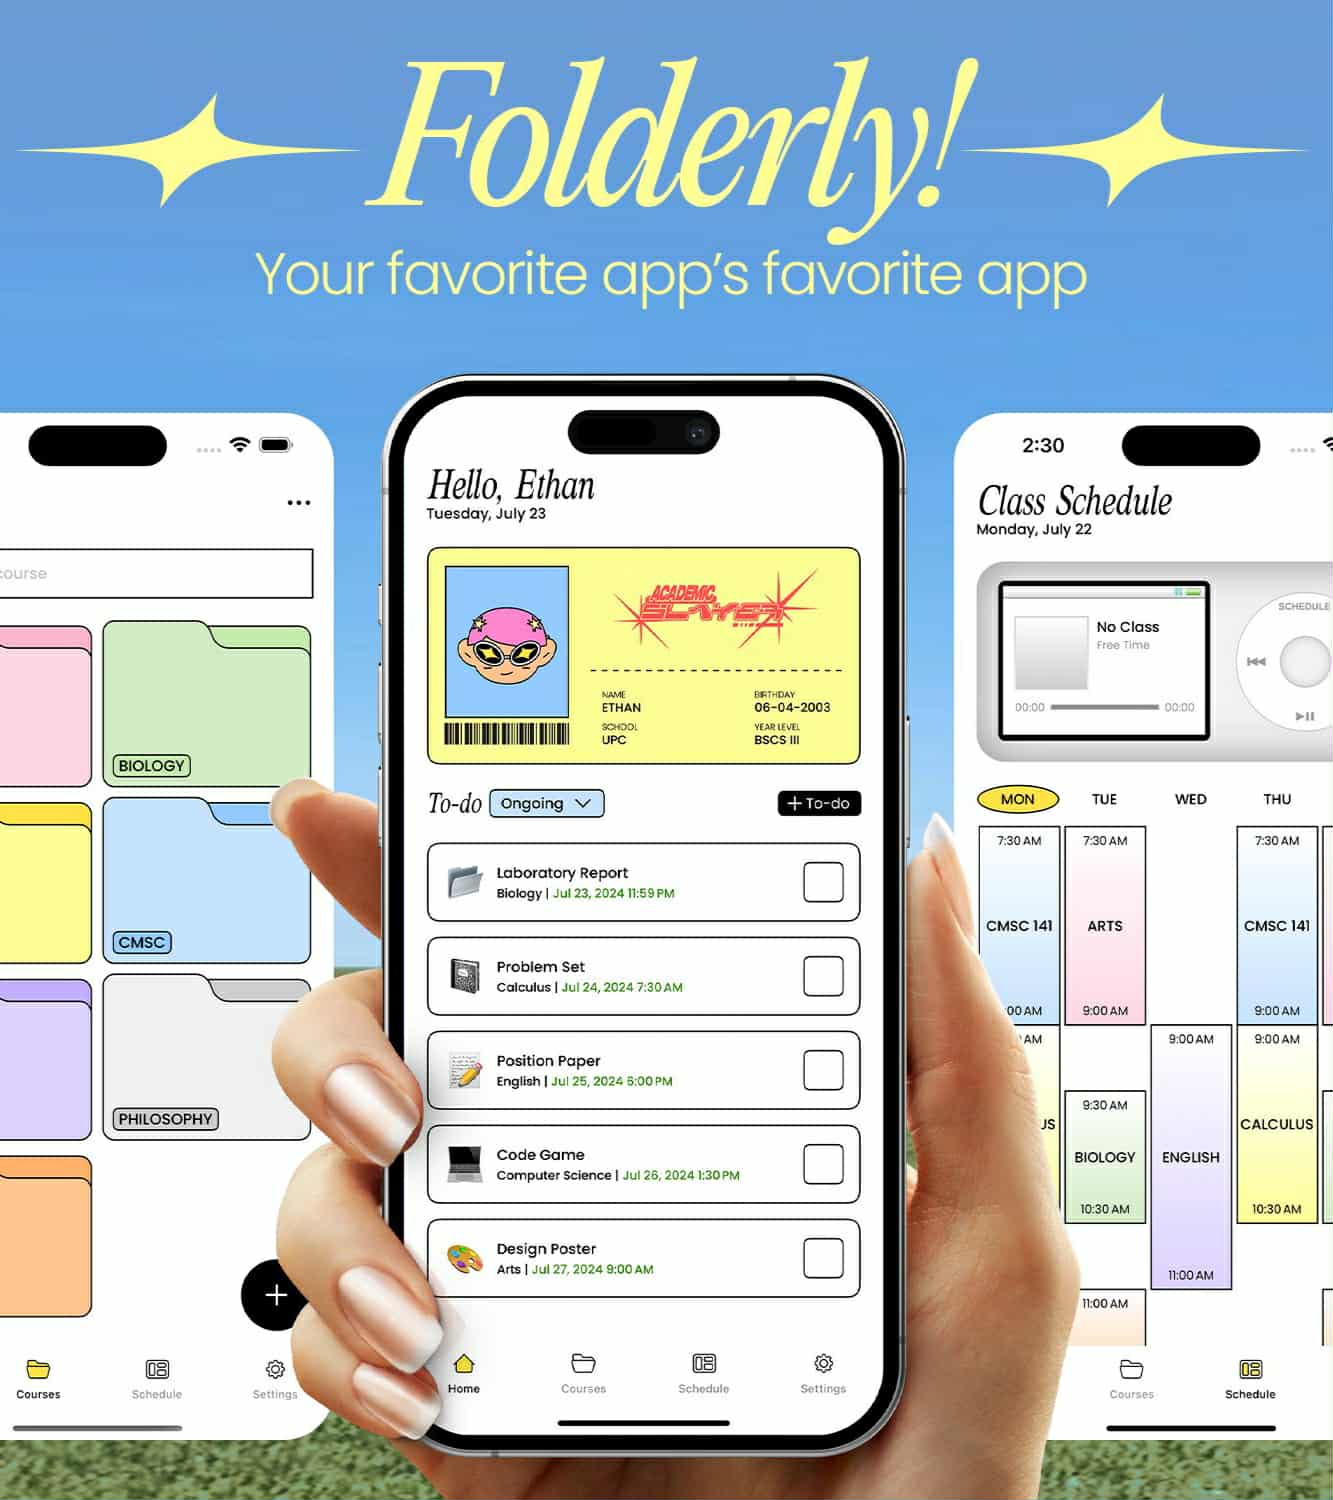 Folderly!
Your favorite app's favorite app
course
BIOLOGY
CMSC
PHILOSOPHY
Courses
Schedule
Settings
Hello, Ethan
Tuesday, July 23
ACADEMIC
SLAYER
NAME
ETHAN
BIRTHDAY
06-04-2003
SCHOOL
UPC
YEAR LEVEL
BSCS III
To-do
Ongoing
+ To-do
Laboratory Report
Biology | Jul 23, 2024 11:59 PM
Problem Set
Calculus | Jul 24, 2024 7:30 AM
Position Paper
English | Jul 25, 2024 6:00 PM
Code Game
Computer Science | Jul 26, 2024 1:30 PM
Design Poster
Arts | Jul 27, 2024 9:00 AM
Home
Courses
Schedule
Settings
2:30
Class Schedule
Monday, July 22
No Class
Free Time
00:00
00:00
SCHEDULE
MON
TUE
WED
THU
7:30 AM
7:30 AM
7:30 AM
CMSC 141
ARTS
CMSC 141
00 AM
9:00 AM
9:00 AM
AM
9:00 AM
9:00 AM
9:30 AM
US
CALCULUS
BIOLOGY
ENGLISH
10:30 AM
10:30 AM
11:00 AM
11:00 AM
Courses
Schedule